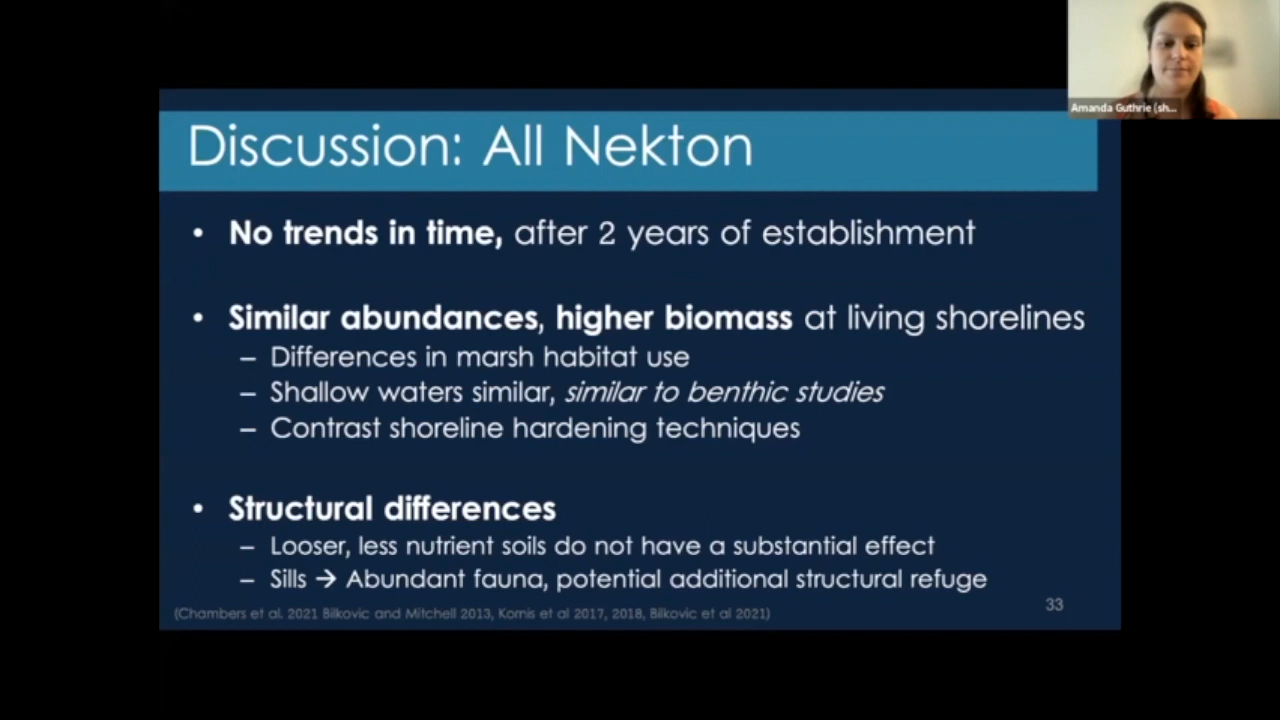 Amanda Guthrie (sh...
Discussion: All Nekton
• No trends in time, after 2 years of establishment
• Similar abundances, higher biomass at living shorelines
– Differences in marsh habitat use
– Shallow waters similar, similar to benthic studies
– Contrast shoreline hardening techniques
• Structural differences
– Looser, less nutrient soils do not have a substantial effect
– Sills → Abundant fauna, potential additional structural refuge
(Chambers et al. 2021 Bilkovic and Mitchell 2013, Kornis et al 2017, 2018, Bilkovic et al 2021)
33